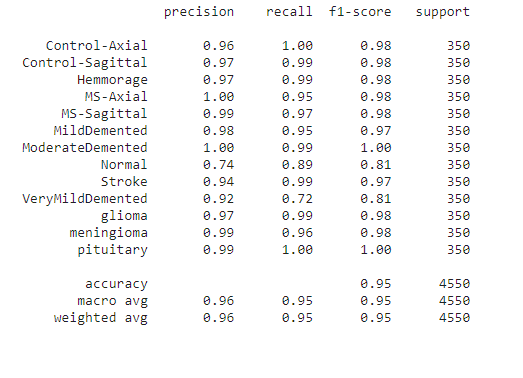 precision recall f1-score support
Control-Axial 0.96 1.00 0.98 350
Control-Sagittal 0.97 0.99 0.98 350
Hemmorage 0.97 0.99 0.98 350
MS-Axial 1.00 0.95 0.98 350
MS-Sagittal 0.99 0.97 0.98 350
MildDemented 0.98 0.95 0.97 350
ModerateDemented 1.00 0.99 1.00 350
Normal 0.74 0.89 0.81 350
Stroke 0.94 0.99 0.97 350
VeryMildDemented 0.92 0.72 0.81 350
glioma 0.97 0.99 0.98 350
meningioma 0.99 0.96 0.98 350
pituitary 0.99 1.00 1.00 350
accuracy 0.95 4550
macro avg 0.96 0.95 0.95 4550
weighted avg 0.96 0.95 0.95 4550